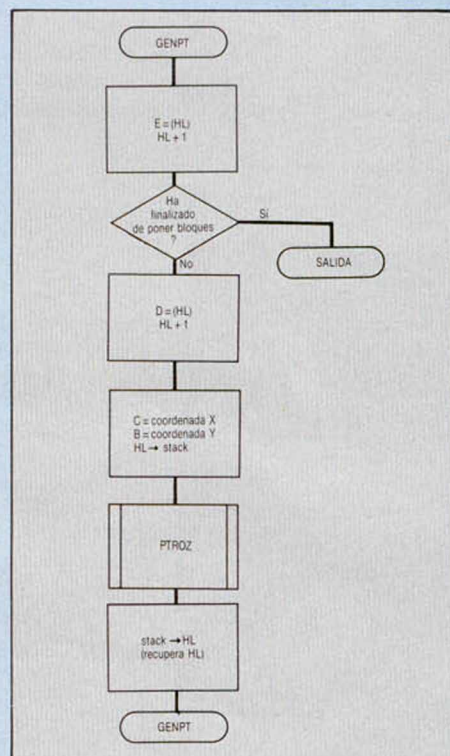 GENPT
E = (HL)
HL + 1
Ha
finalizado
de poner bloques
?
Sí
SALIDA
No
D = (HL)
HL + 1
C = coordenada X
B = coordenada Y
HL → stack
PTROZ
stack → HL
(recupera HL)
GENPT